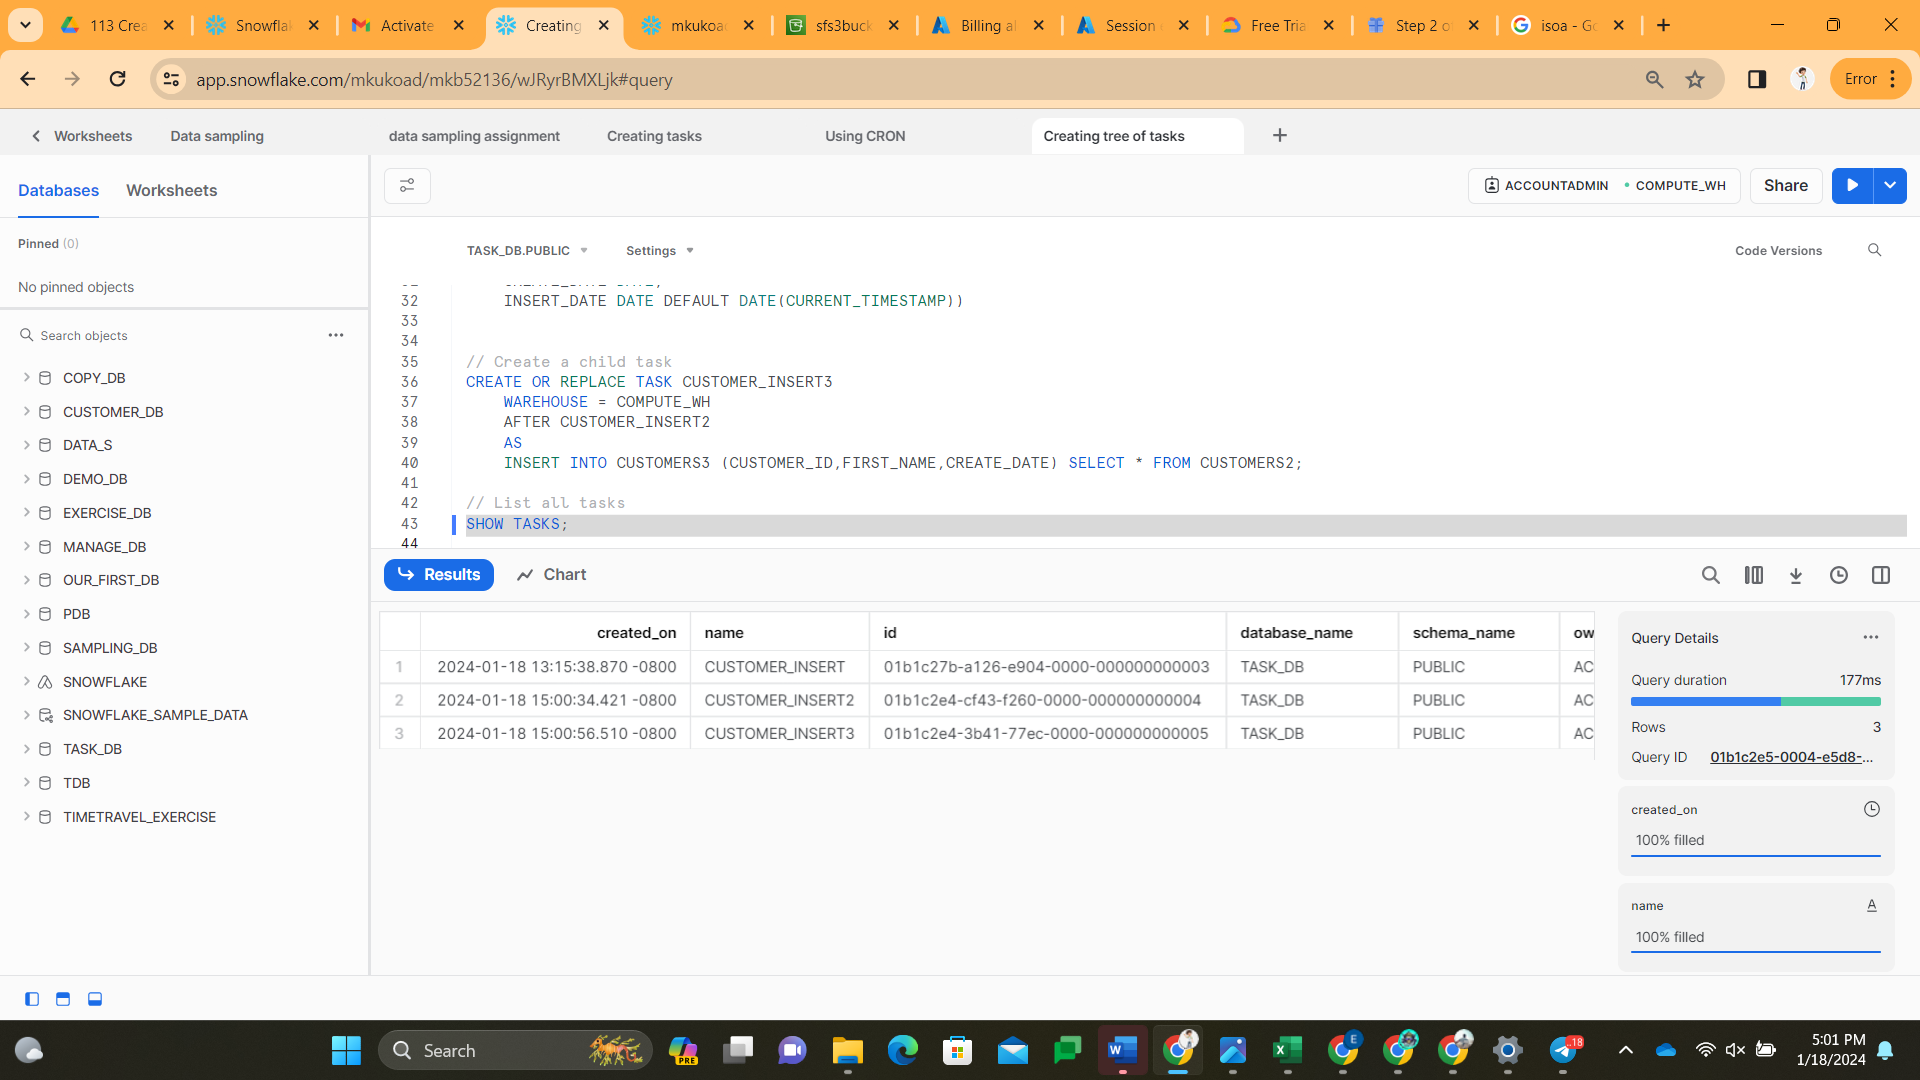 113 Crea
Snowflak
Activate
Creating
mkukoad
sfs3buck
Billing al
Session
Free Tria
Step 2 o
isoa - Go
app.snowflake.com/mkukoad/mkb52136/wJRyrBMXLjk#query
Error
Worksheets
Data sampling
data sampling assignment
Creating tasks
Using CRON
Creating tree of tasks
Databases
Worksheets
ACCOUNTADMIN
COMPUTE_WH
Share
Pinned (0)
No pinned objects
TASK_DB.PUBLIC
Settings
Code Versions
Search objects
COPY_DB
CUSTOMER_DB
DATA_S
DEMO_DB
EXERCISE_DB
MANAGE_DB
OUR_FIRST_DB
PDB
SAMPLING_DB
SNOWFLAKE
SNOWFLAKE_SAMPLE_DATA
TASK_DB
TDB
TIMETRAVEL_EXERCISE
32 INSERT_DATE DATE DEFAULT DATE(CURRENT_TIMESTAMP))
33
34
35 // Create a child task
36 CREATE OR REPLACE TASK CUSTOMER_INSERT3
37 WAREHOUSE = COMPUTE_WH
38 AFTER CUSTOMER_INSERT2
39 AS
40 INSERT INTO CUSTOMERS3 (CUSTOMER_ID,FIRST_NAME,CREATE_DATE) SELECT * FROM CUSTOMERS2;
41
42 // List all tasks
43 SHOW TASKS;
44
Results
Chart
created_on name id database_name schema_name ow
1 2024-01-18 13:15:38.870 -0800 CUSTOMER_INSERT 01b1c27b-a126-e904-0000-000000000003 TASK_DB PUBLIC AC
2 2024-01-18 15:00:34.421 -0800 CUSTOMER_INSERT2 01b1c2e4-cf43-f260-0000-000000000004 TASK_DB PUBLIC AC
3 2024-01-18 15:00:56.510 -0800 CUSTOMER_INSERT3 01b1c2e4-3b41-77ec-0000-000000000005 TASK_DB PUBLIC AC
Query Details
Query duration 177ms
Rows 3
Query ID 01b1c2e5-0004-e5d8-...
created_on
100% filled
name
A
100% filled
Search
PRE
W
E
18
5:01 PM
1/18/2024